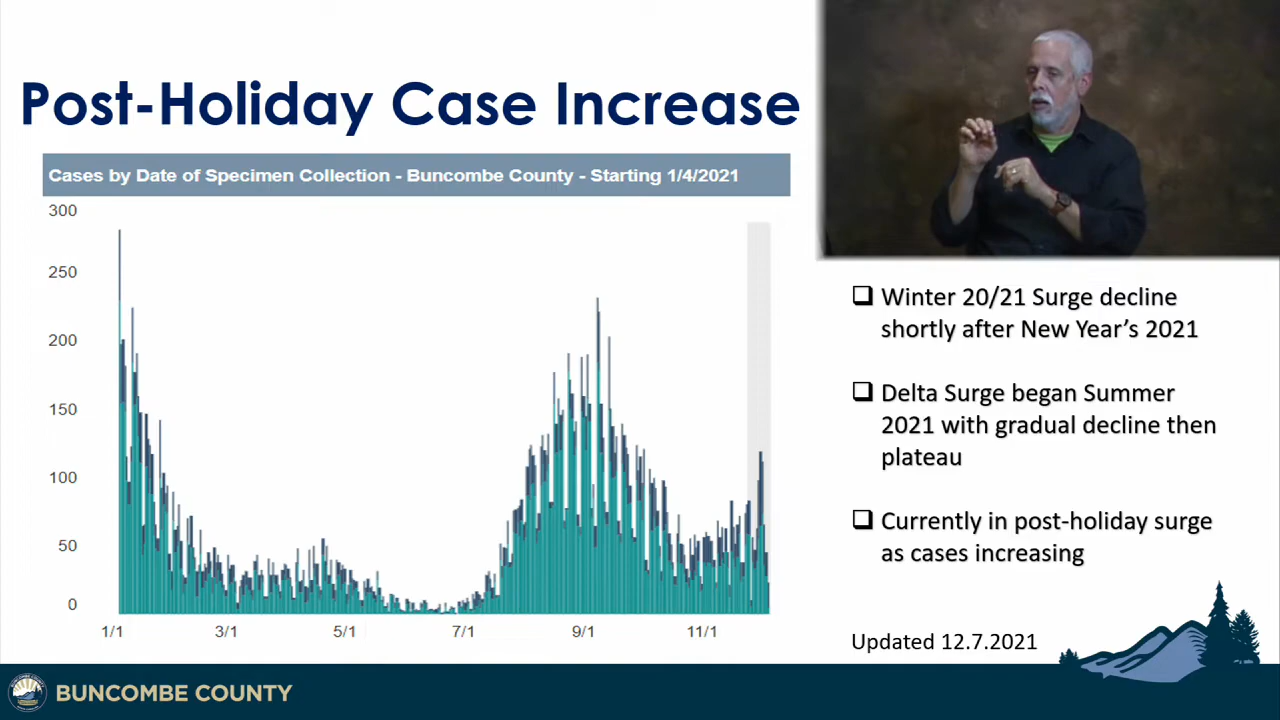 Post-Holiday Case Increase
Cases by Date of Specimen Collection - Buncombe County - Starting 1/4/2021
300
250
200
150
100
50
0
1/1 3/1 5/1 7/1 9/1 11/1
Winter 20/21 Surge decline
shortly after New Year's 2021
Delta Surge began Summer
2021 with gradual decline then
plateau
Currently in post-holiday surge
as cases increasing
Updated 12.7.2021
BUNCOMBE COUNTY